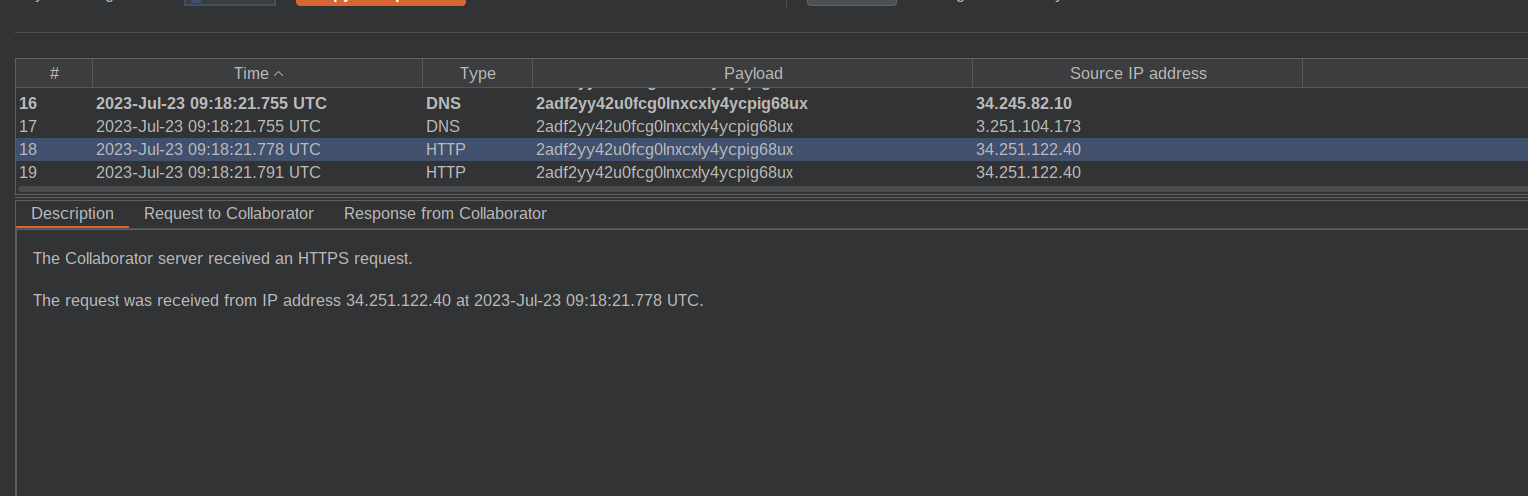 # Time Type Payload Source IP address
16 2023-Jul-23 09:18:21.755 UTC DNS 2adf2yy42u0fcg0lnxcxly4ycpig68ux 34.245.82.10
17 2023-Jul-23 09:18:21.755 UTC DNS 2adf2yy42u0fcg0lnxcxly4ycpig68ux 3.251.104.173
18 2023-Jul-23 09:18:21.778 UTC HTTP 2adf2yy42u0fcg0lnxcxly4ycpig68ux 34.251.122.40
19 2023-Jul-23 09:18:21.791 UTC HTTP 2adf2yy42u0fcg0lnxcxly4ycpig68ux 34.251.122.40
Description Request to Collaborator Response from Collaborator
The Collaborator server received an HTTPS request.
The request was received from IP address 34.251.122.40 at 2023-Jul-23 09:18:21.778 UTC.